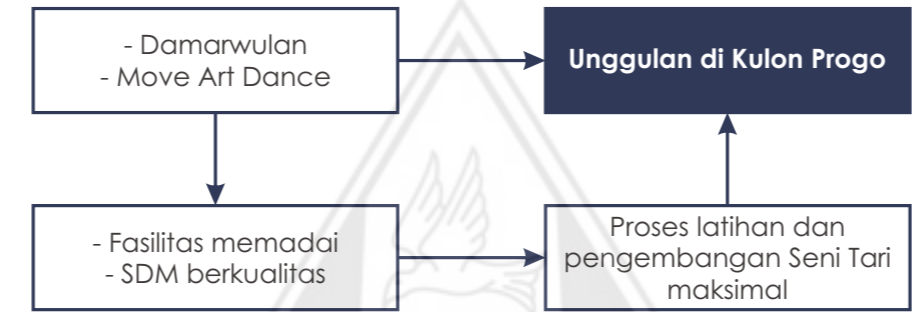 - Damarwulan
- Move Art Dance
Unggulan di Kulon Progo
- Fasilitas memadai
- SDM berkualitas
Proses latihan dan
pengembangan Seni Tari
maksimal